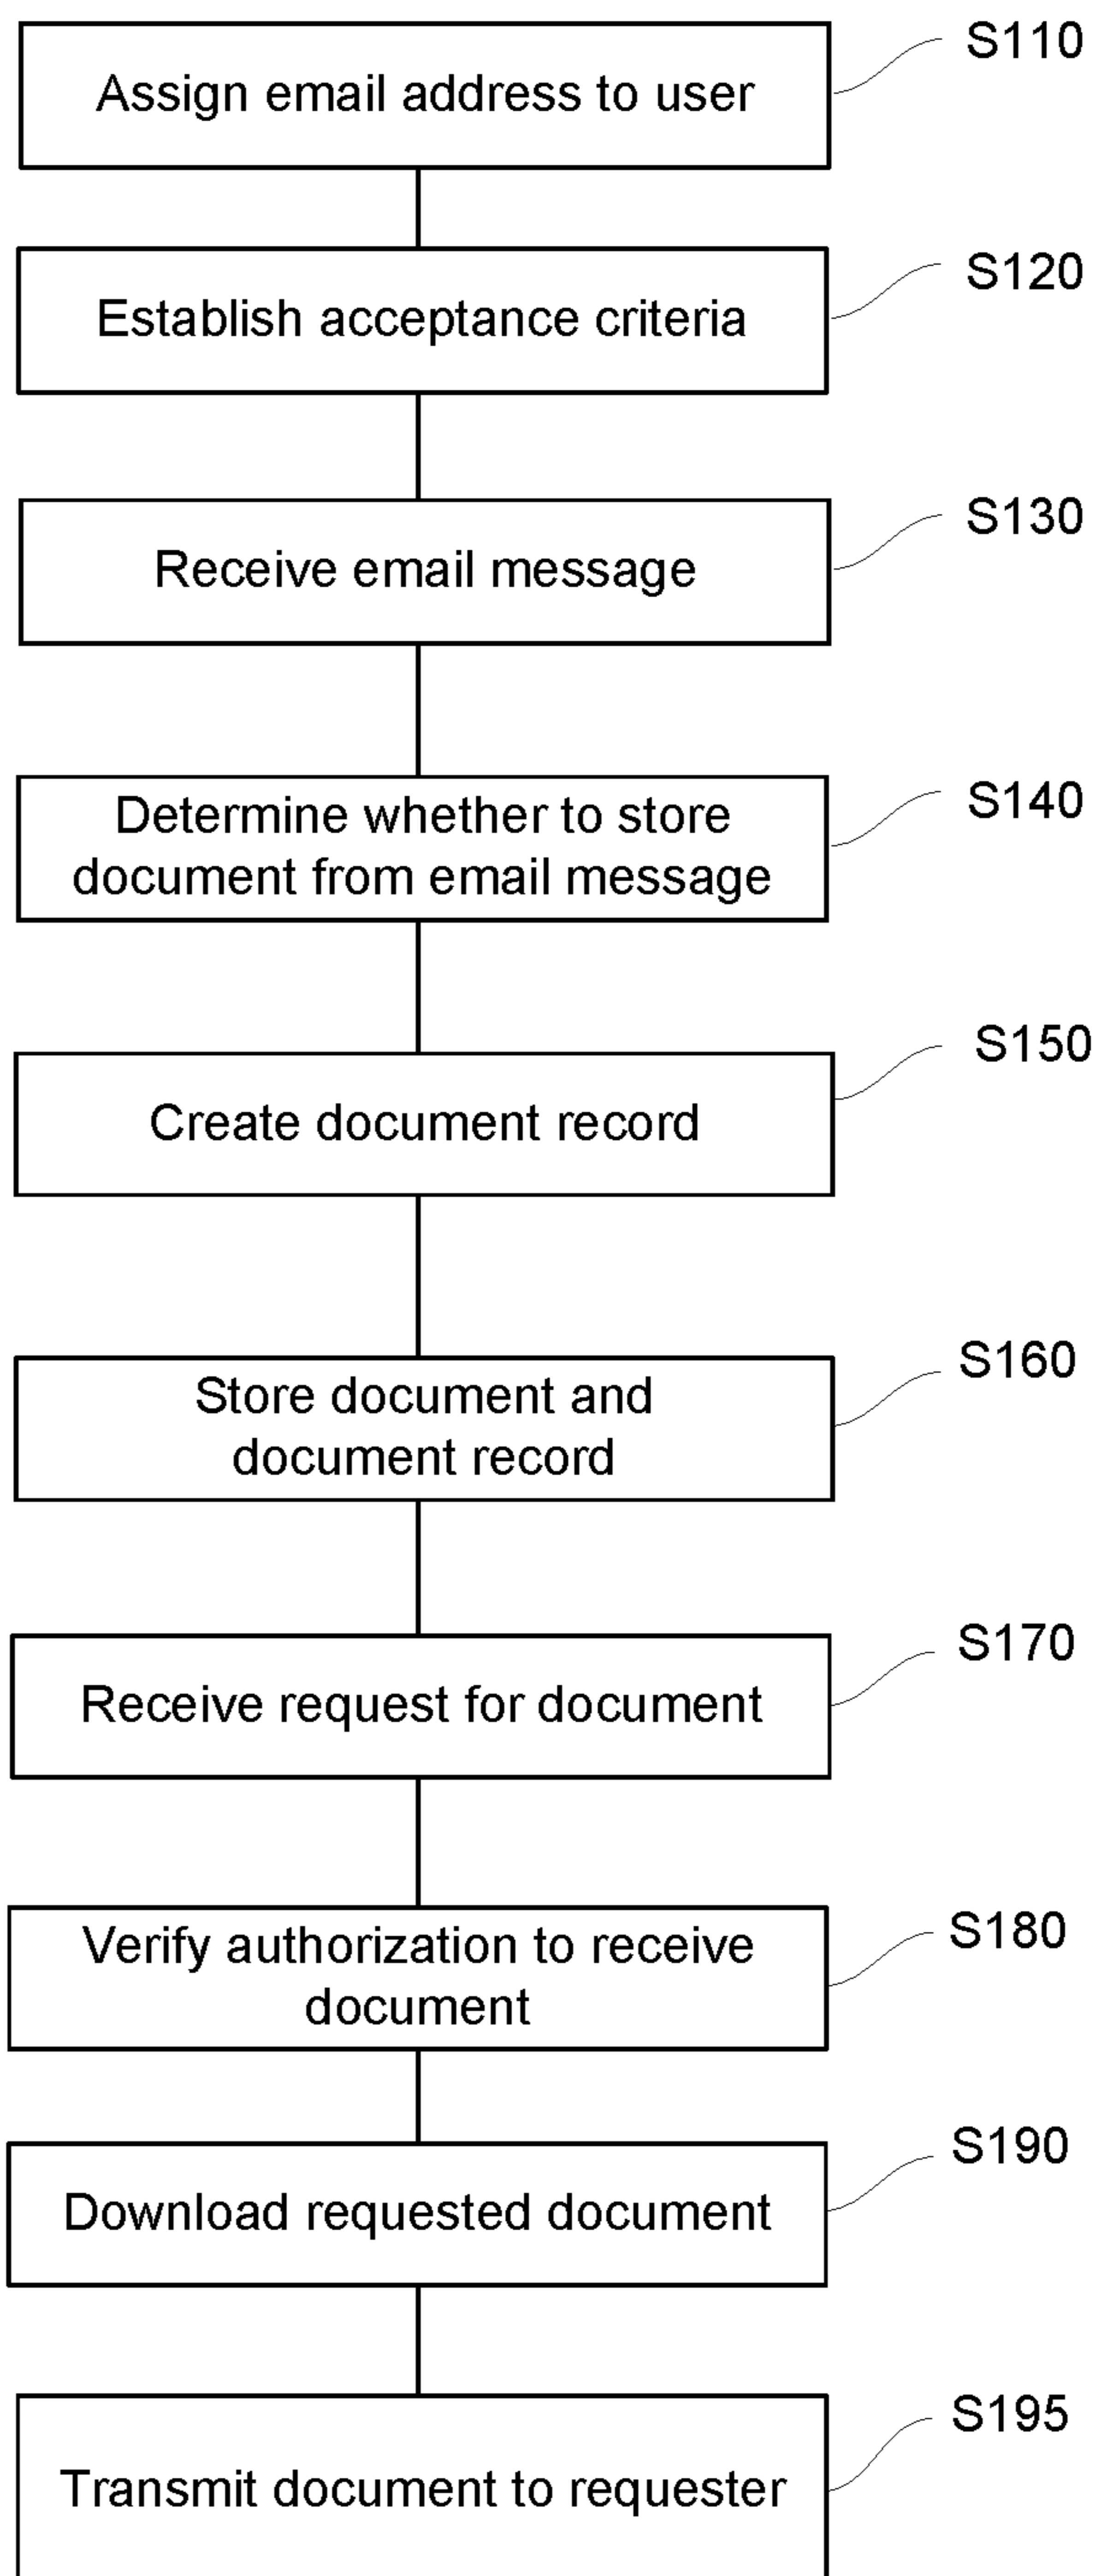 S110
Assign email address to user
S120
Establish acceptance criteria
S130
Receive email message
S140
Determine whether to store
document from email message
S150
Create document record
S160
Store document and
document record
S170
Receive request for document
S180
Verify authorization to receive
document
S190
Download requested document
S195
Transmit document to requester